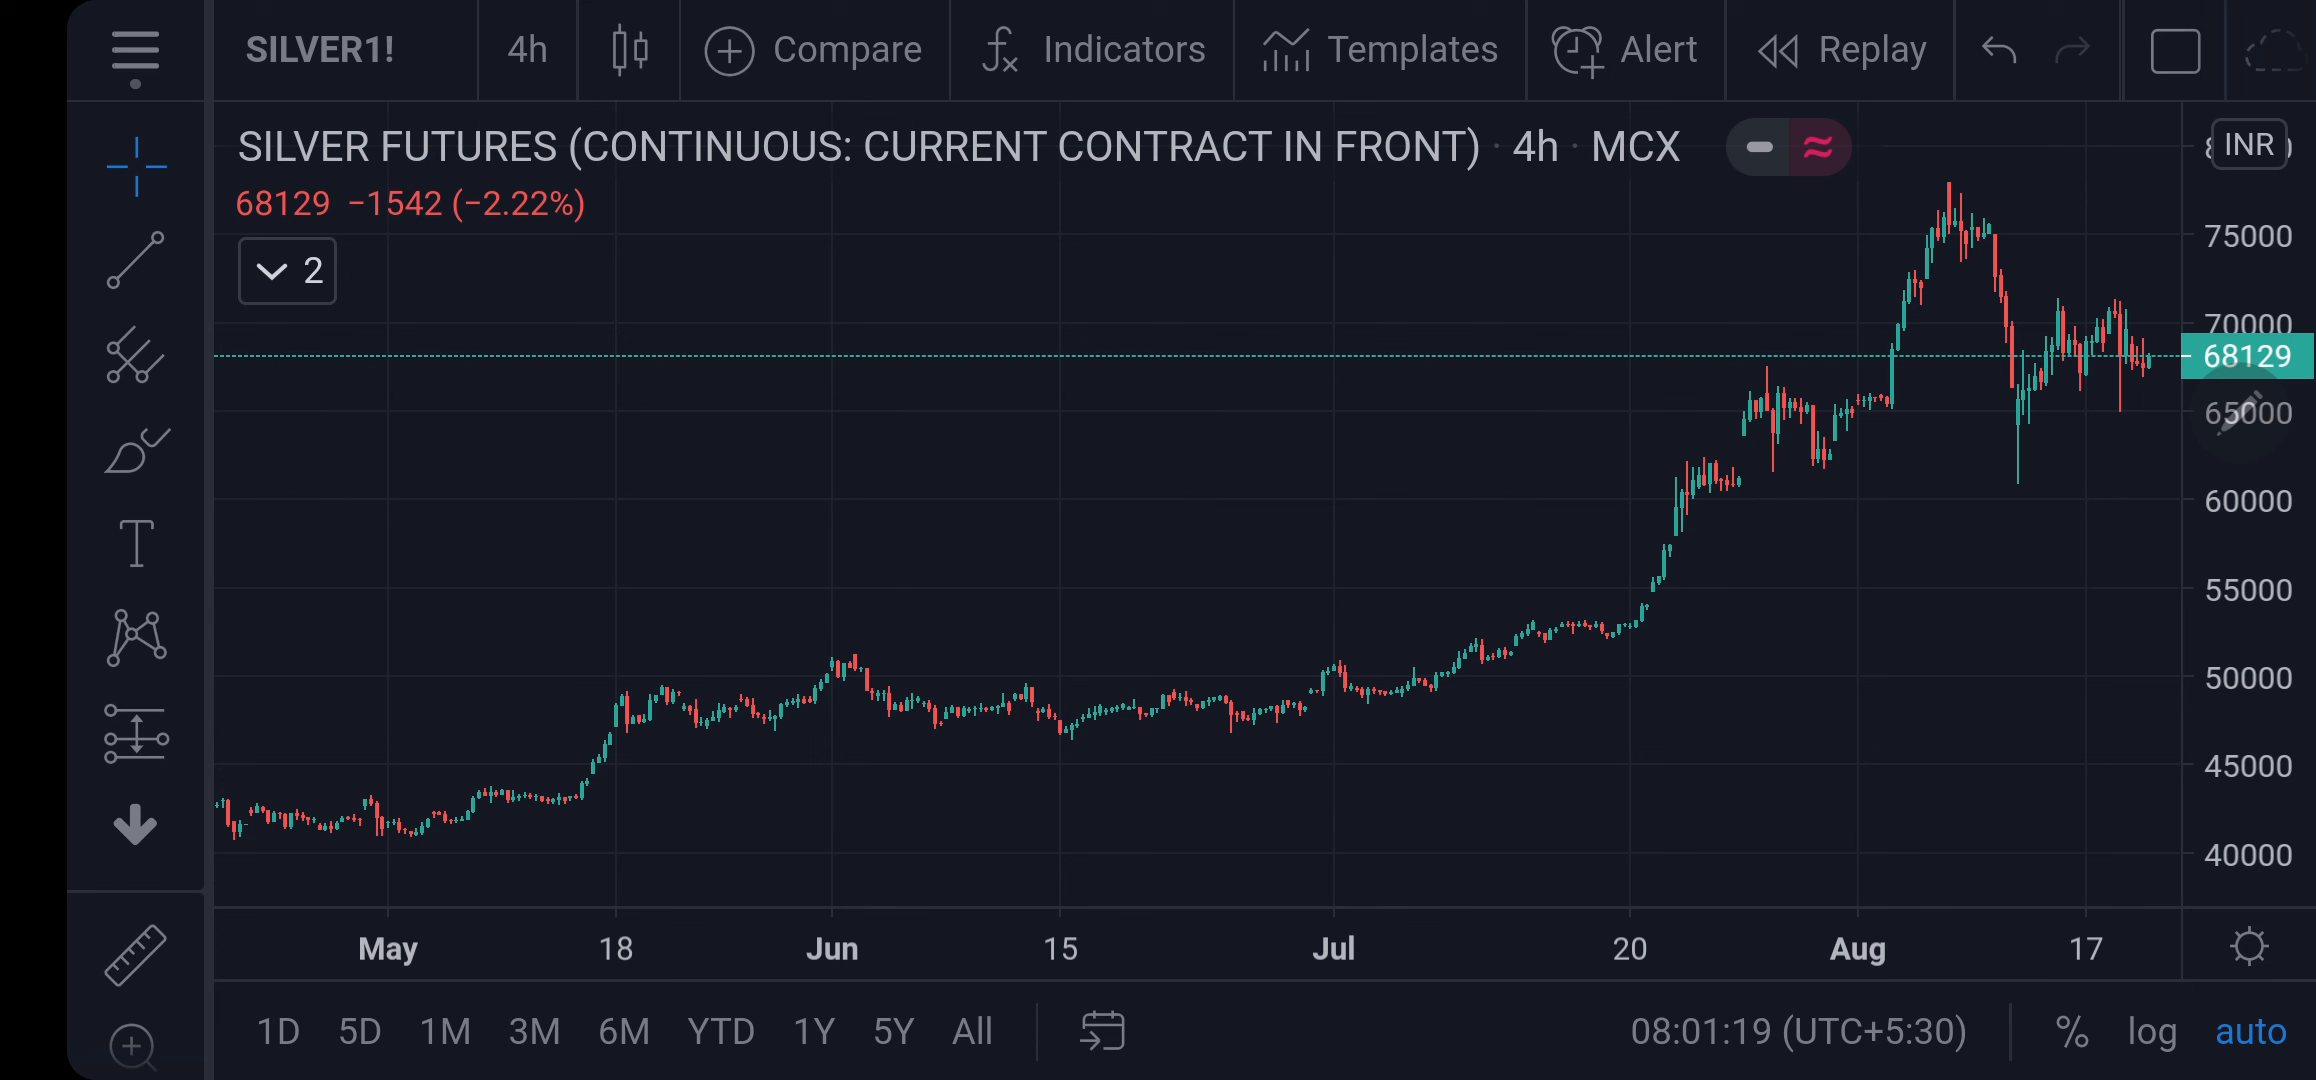 SILVER1! 4h Compare Indicators Templates Alert Replay
SILVER FUTURES (CONTINUOUS: CURRENT CONTRACT IN FRONT) · 4h · MCX
INR
68129 −1542 (−2.22%)
2
75000
70000
68129
65000
60000
55000
50000
45000
40000
May 18 Jun 15 Jul 20 Aug 17
1D 5D 1M 3M 6M YTD 1Y 5Y All 08:01:19 (UTC+5:30) % log auto